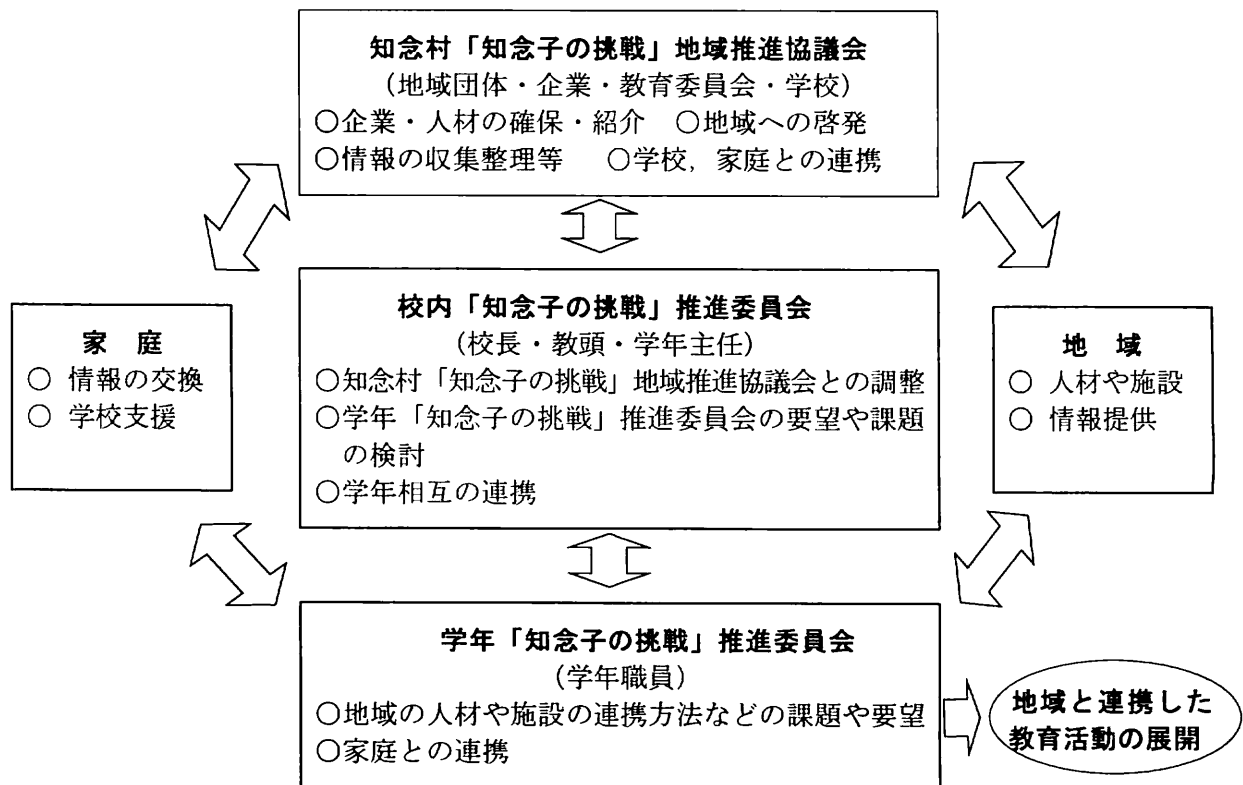 知念村「知念子の挑戦」地域推進協議会
（地域団体・企業・教育委員会・学校）
○企業・人材の確保・紹介　○地域への啓発
○情報の収集整理等　○学校，家庭との連携
家　庭
○ 情報の交換
○ 学校支援
校内「知念子の挑戦」推進委員会
（校長・教頭・学年主任）
○知念村「知念子の挑戦」地域推進協議会との調整
○学年「知念子の挑戦」推進委員会の要望や課題
の検討
○学年相互の連携
地　域
○ 人材や施設
○ 情報提供
学年「知念子の挑戦」推進委員会
（学年職員）
○地域の人材や施設の連携方法などの課題や要望
○家庭との連携
地域と連携した
教育活動の展開